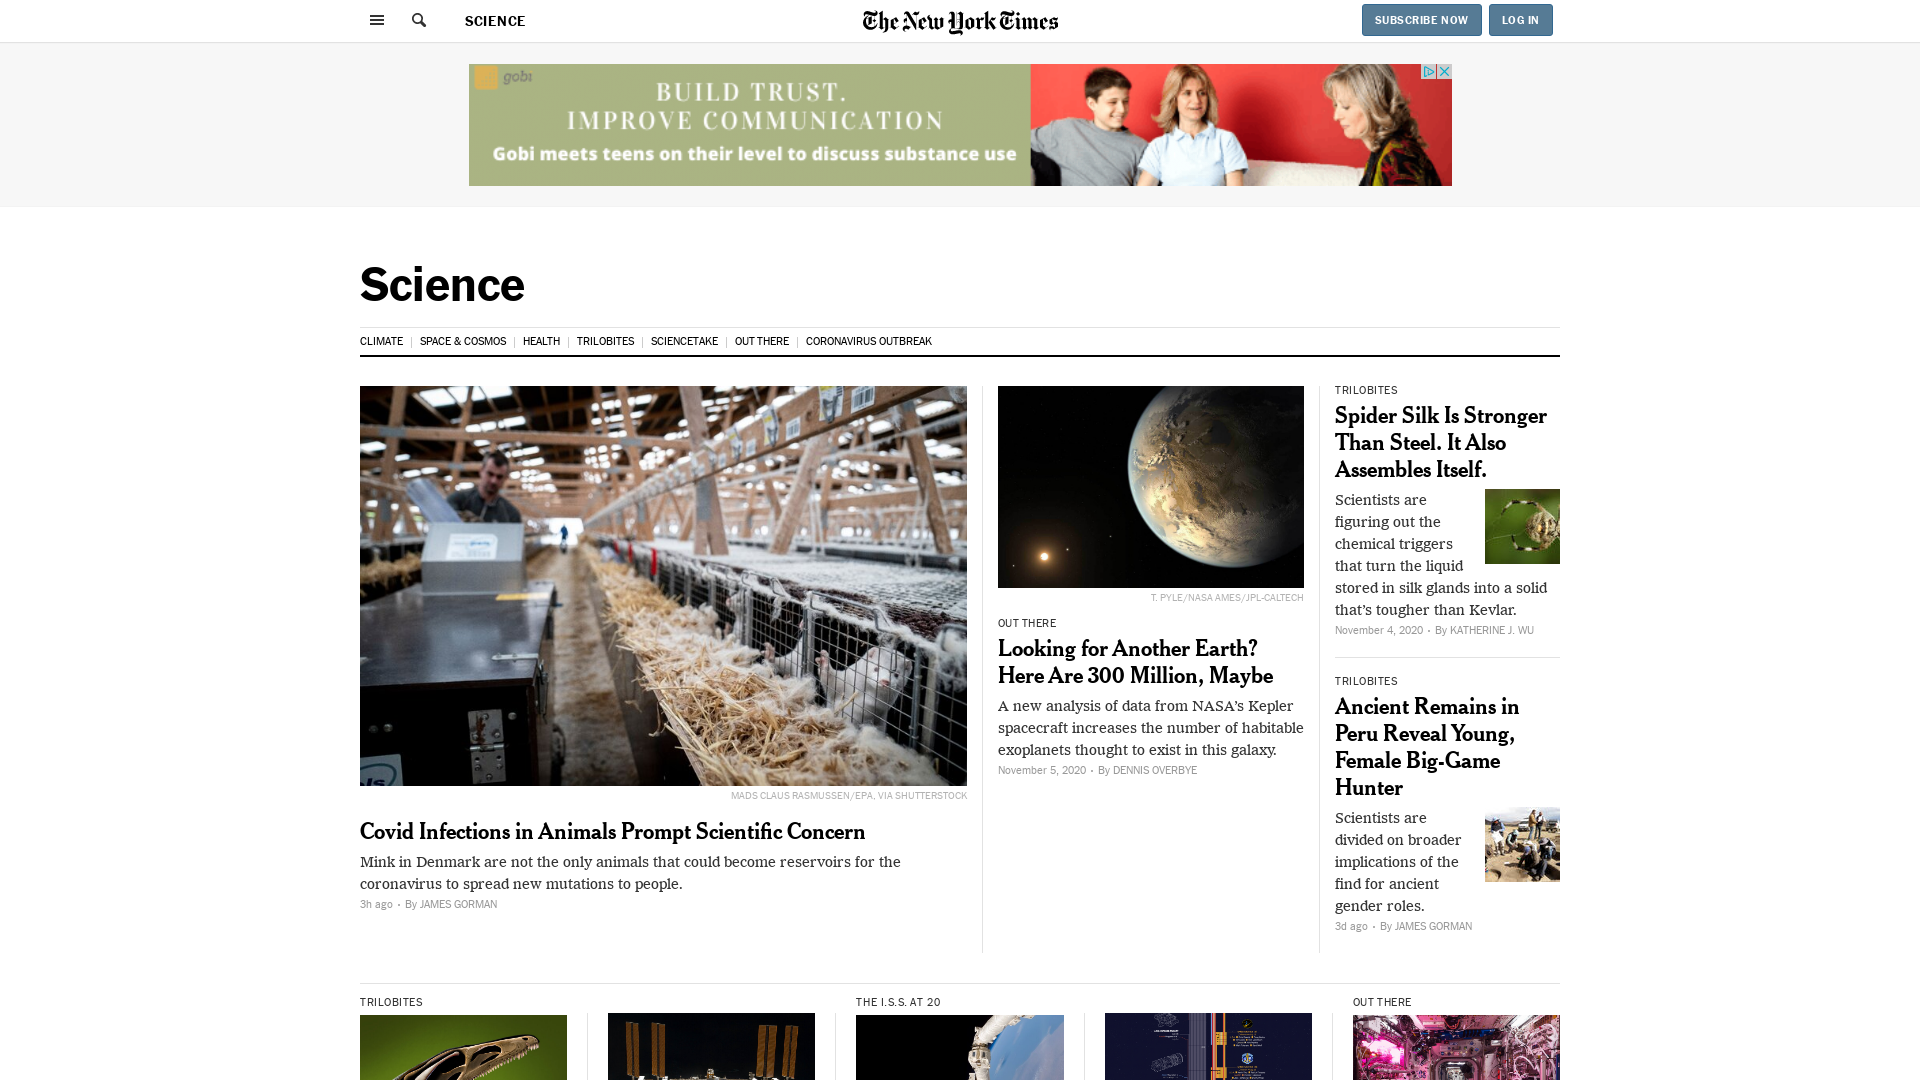 SCIENCE
The New York Times
SUBSCRIBE NOW
LOG IN
gobi
BUILD TRUST.
IMPROVE COMMUNICATION
Gobi meets teens on their level to discuss substance use
Science
CLIMATE
SPACE & COSMOS
HEALTH
TRILOBITES
SCIENCETAKE
OUT THERE
CORONAVIRUS OUTBREAK
MADS CLAUS RASMUSSEN/EPA, VIA SHUTTERSTOCK
Covid Infections in Animals Prompt Scientific Concern
Mink in Denmark are not the only animals that could become reservoirs for the
coronavirus to spread new mutations to people.
3h ago • By JAMES GORMAN
T. PYLE/NASA AMES/JPL-CALTECH
OUT THERE
Looking for Another Earth?
Here Are 300 Million, Maybe
A new analysis of data from NASA’s Kepler
spacecraft increases the number of habitable
exoplanets thought to exist in this galaxy.
November 5, 2020 • By DENNIS OVERBYE
TRILOBITES
Spider Silk Is Stronger
Than Steel. It Also
Assembles Itself.
Scientists are
figuring out the
chemical triggers
that turn the liquid
stored in silk glands into a solid
that’s tougher than Kevlar.
November 4, 2020 • By KATHERINE J. WU
TRILOBITES
Ancient Remains in
Peru Reveal Young,
Female Big-Game
Hunter
Scientists are
divided on broader
implications of the
find for ancient
gender roles.
3d ago • By JAMES GORMAN
TRILOBITES
THE I.S.S. AT 20
OUT THERE